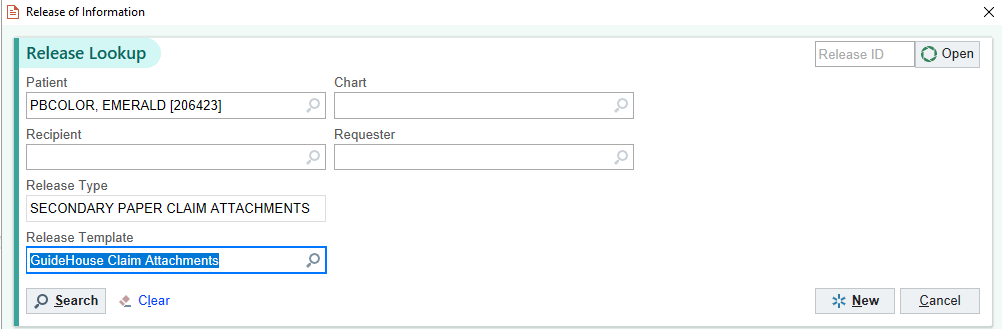 Release of Information
Release Lookup
Release ID
Open
Patient
Chart
PBCOLOR, EMERALD [206423]
Recipient
Requester
Release Type
SECONDARY PAPER CLAIM ATTACHMENTS
Release Template
GuideHouse Claim Attachments
Search
Clear
New
Cancel